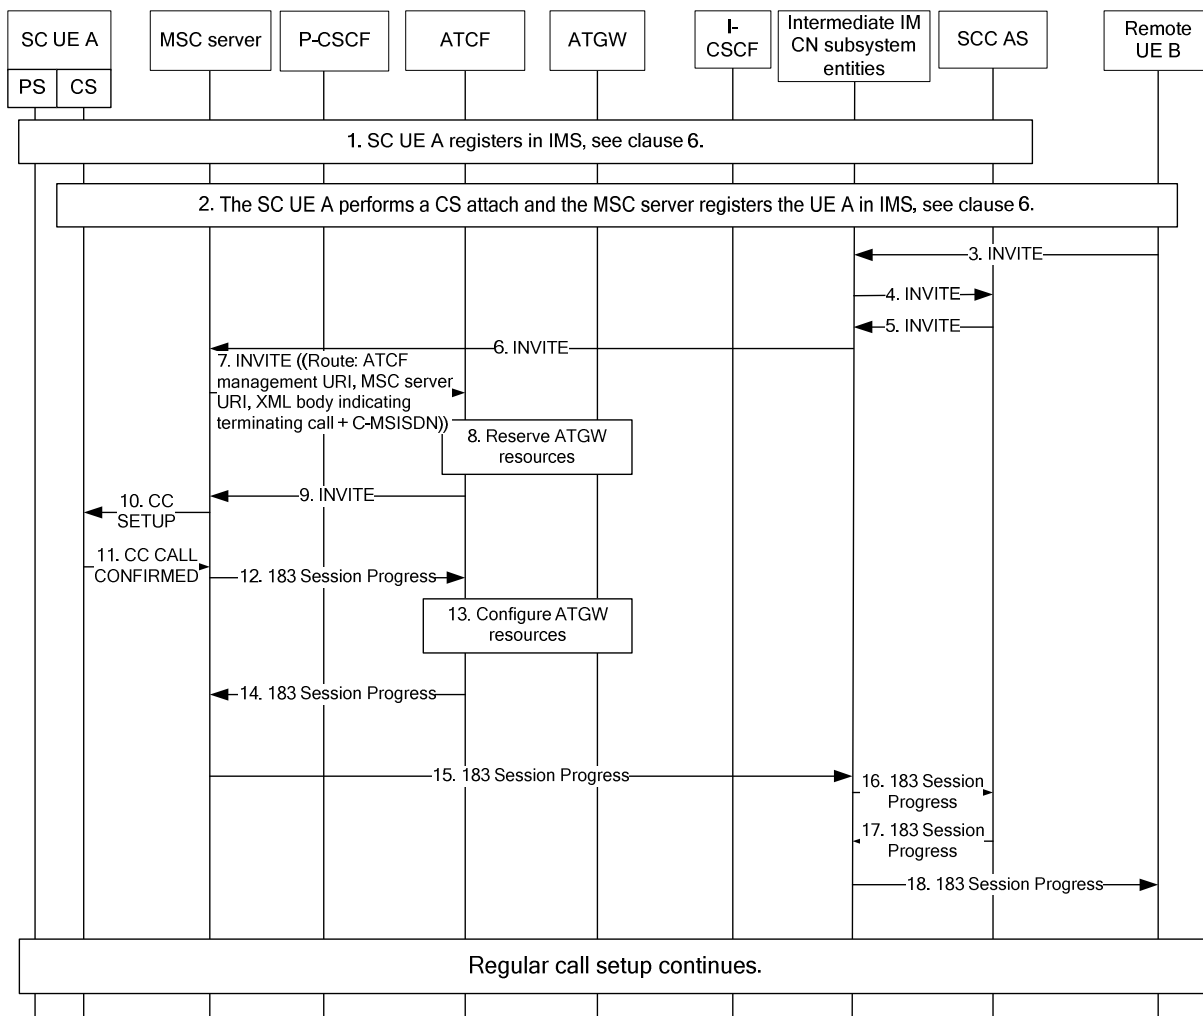 SC UE A
PS
CS
MSC server
P-CSCF
ATCF
ATGW
I-
CSCF
Intermediate IM
CN subsystem
entities
SCC AS
Remote
UE B
1. SC UE A registers in IMS, see clause 6.
2. The SC UE A performs a CS attach and the MSC server registers the UE A in IMS, see clause 6.
3. INVITE
4. INVITE
5. INVITE
6. INVITE
7. INVITE ((Route: ATCF
management URI, MSC server
URI, XML body indicating
terminating call + C-MSISDN))
8. Reserve ATGW
resources
9. INVITE
10. CC
SETUP
11. CC CALL
CONFIRMED
12. 183 Session Progress
13. Configure ATGW
resources
14. 183 Session Progress
15. 183 Session Progress
16. 183 Session
Progress
17. 183 Session
Progress
18. 183 Session Progress
Regular call setup continues.